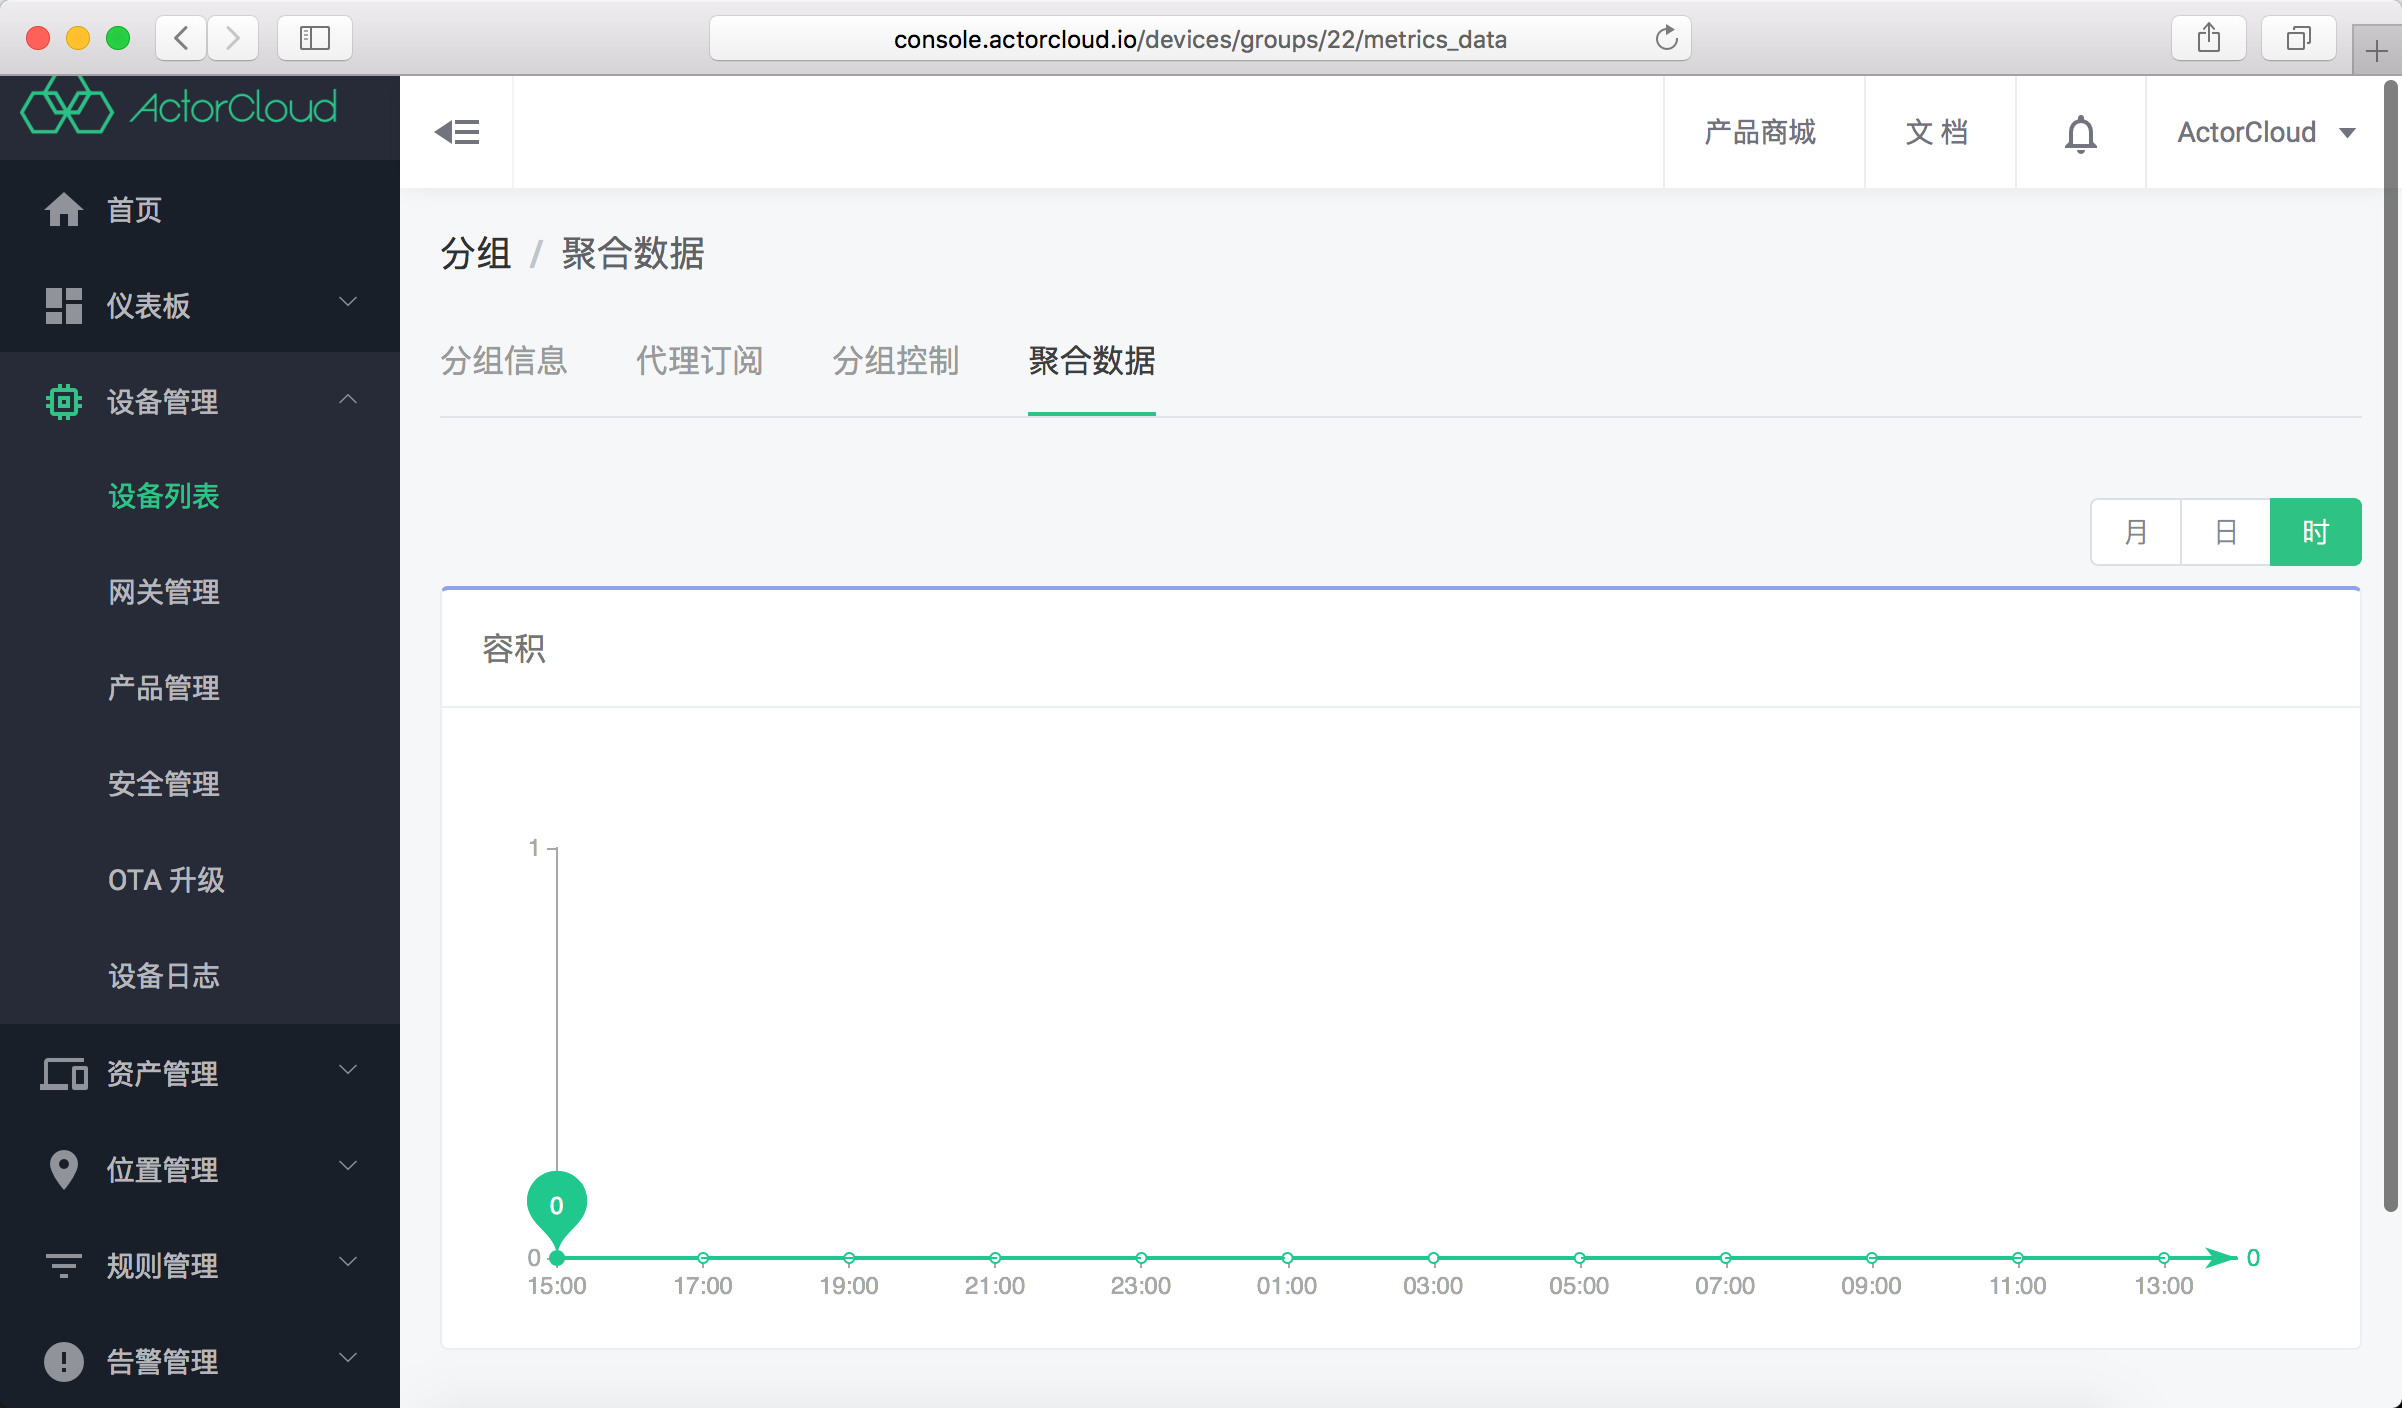 console.actorcloud.io/devices/groups/22/metrics_data
ActorCloud
产品商城
文 档
ActorCloud
首页
仪表板
设备管理
设备列表
网关管理
产品管理
安全管理
OTA 升级
设备日志
资产管理
位置管理
规则管理
告警管理
分组 / 聚合数据
分组信息 代理订阅 分组控制 聚合数据
月 日 时
容积
1
0
0 0
15:00 17:00 19:00 21:00 23:00 01:00 03:00 05:00 07:00 09:00 11:00 13:00